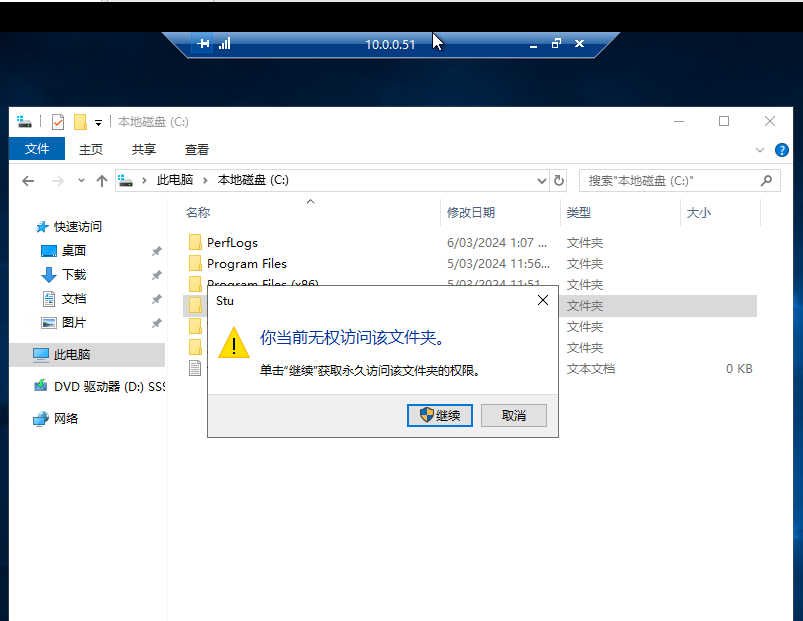 10.0.0.51
本地磁盘 (C:)
文件 主页 共享 查看
此电脑 本地磁盘 (C:) 搜索"本地磁盘 (C:)"
名称 修改日期 类型 大小
快速访问
桌面
下载
文档
图片
此电脑
DVD 驱动器 (D:) SS
网络
PerfLogs 6/03/2024 1:07 ... 文件夹
Program Files 5/03/2024 11:56... 文件夹
Program Files (x86) 5/03/2024 11:51 文件夹
文件夹
文件夹
文件夹
文本文档 0 KB
Stu
你当前无权访问该文件夹。
单击“继续”获取永久访问该文件夹的权限。
继续 取消